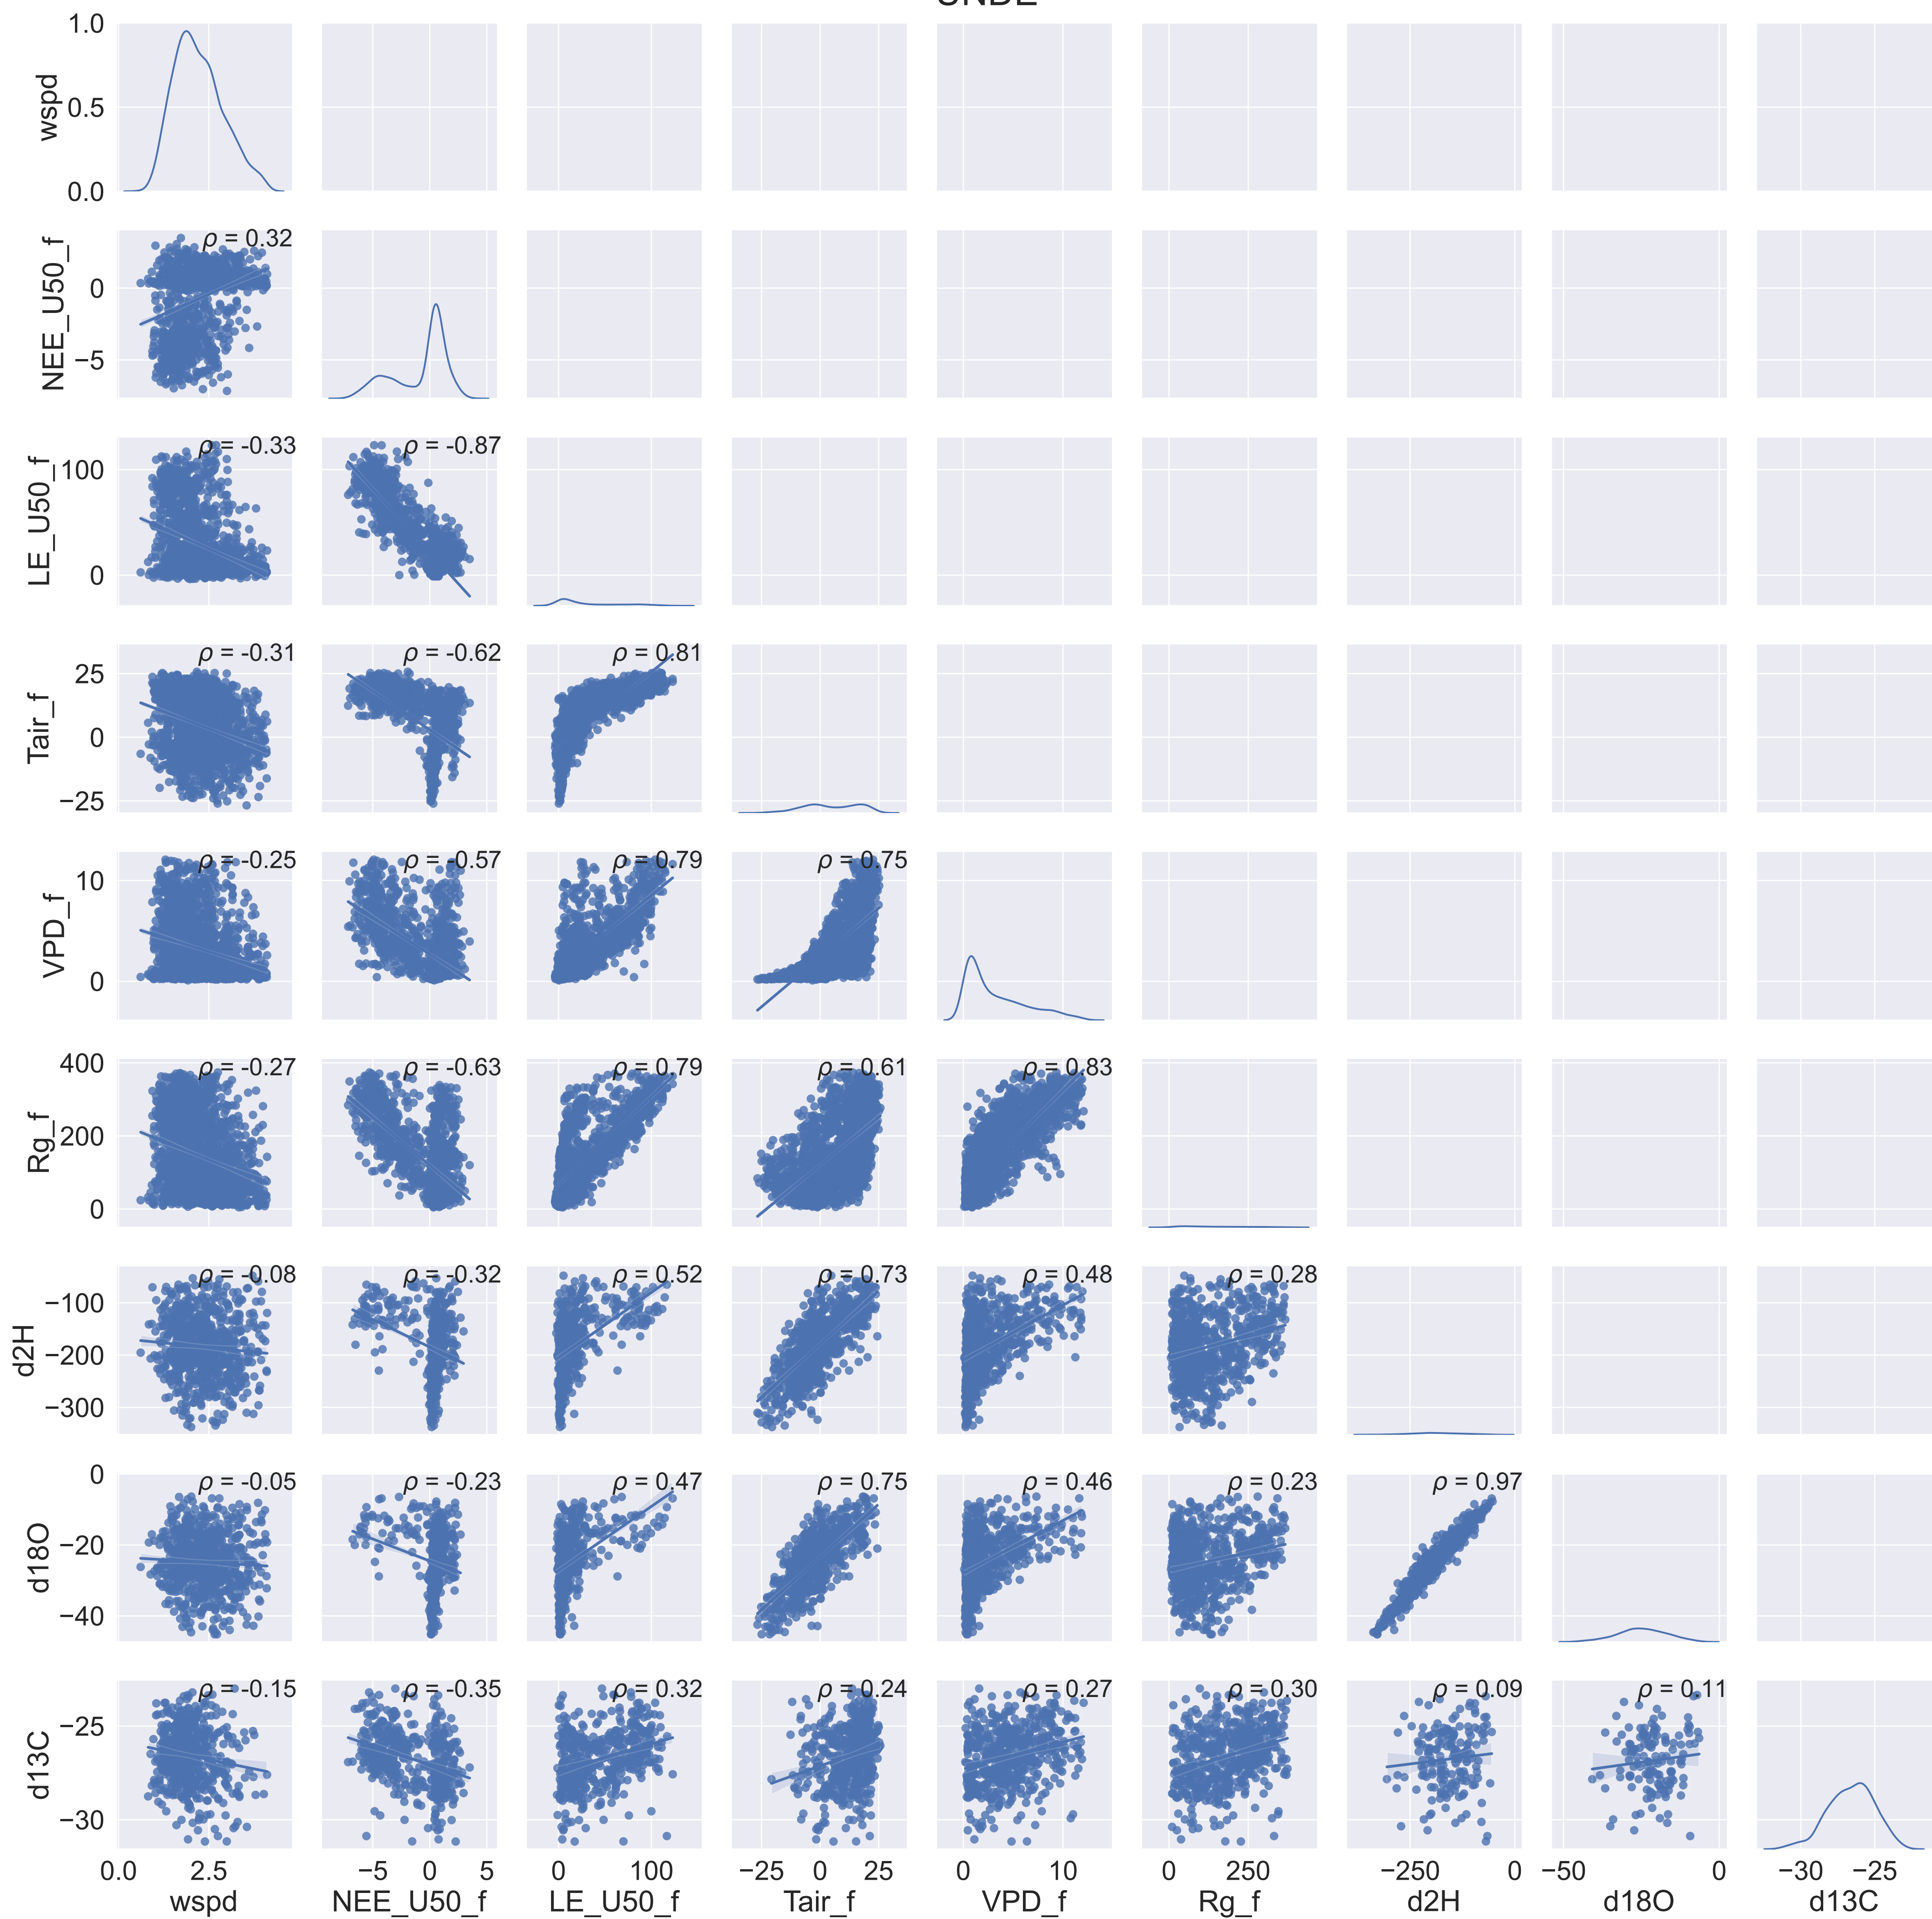 UNDE
1.0
0.5
0.0
wspd
ρ = 0.32
0
−5
NEE_U50_f
ρ = -0.33
ρ = -0.87
100
0
LE_U50_f
ρ = -0.31
ρ = -0.62
ρ = 0.81
25
0
−25
Tair_f
ρ = -0.25
ρ = -0.57
ρ = 0.79
ρ = 0.75
10
0
VPD_f
ρ = -0.27
ρ = -0.63
ρ = 0.79
ρ = 0.61
ρ = 0.83
400
200
0
Rg_f
ρ = -0.08
ρ = -0.32
ρ = 0.52
ρ = 0.73
ρ = 0.48
ρ = 0.28
−100
−200
−300
d2H
ρ = -0.05
ρ = -0.23
ρ = 0.47
ρ = 0.75
ρ = 0.46
ρ = 0.23
ρ = 0.97
0
−20
−40
d18O
ρ = -0.15
ρ = -0.35
ρ = 0.32
ρ = 0.24
ρ = 0.27
ρ = 0.30
ρ = 0.09
ρ = 0.11
−25
−30
d13C
0.0 2.5
−5 0 5
0 100
−25 0 25
0 10
0 250
−250 0
−50 0
−30 −25
wspd
NEE_U50_f
LE_U50_f
Tair_f
VPD_f
Rg_f
d2H
d18O
d13C